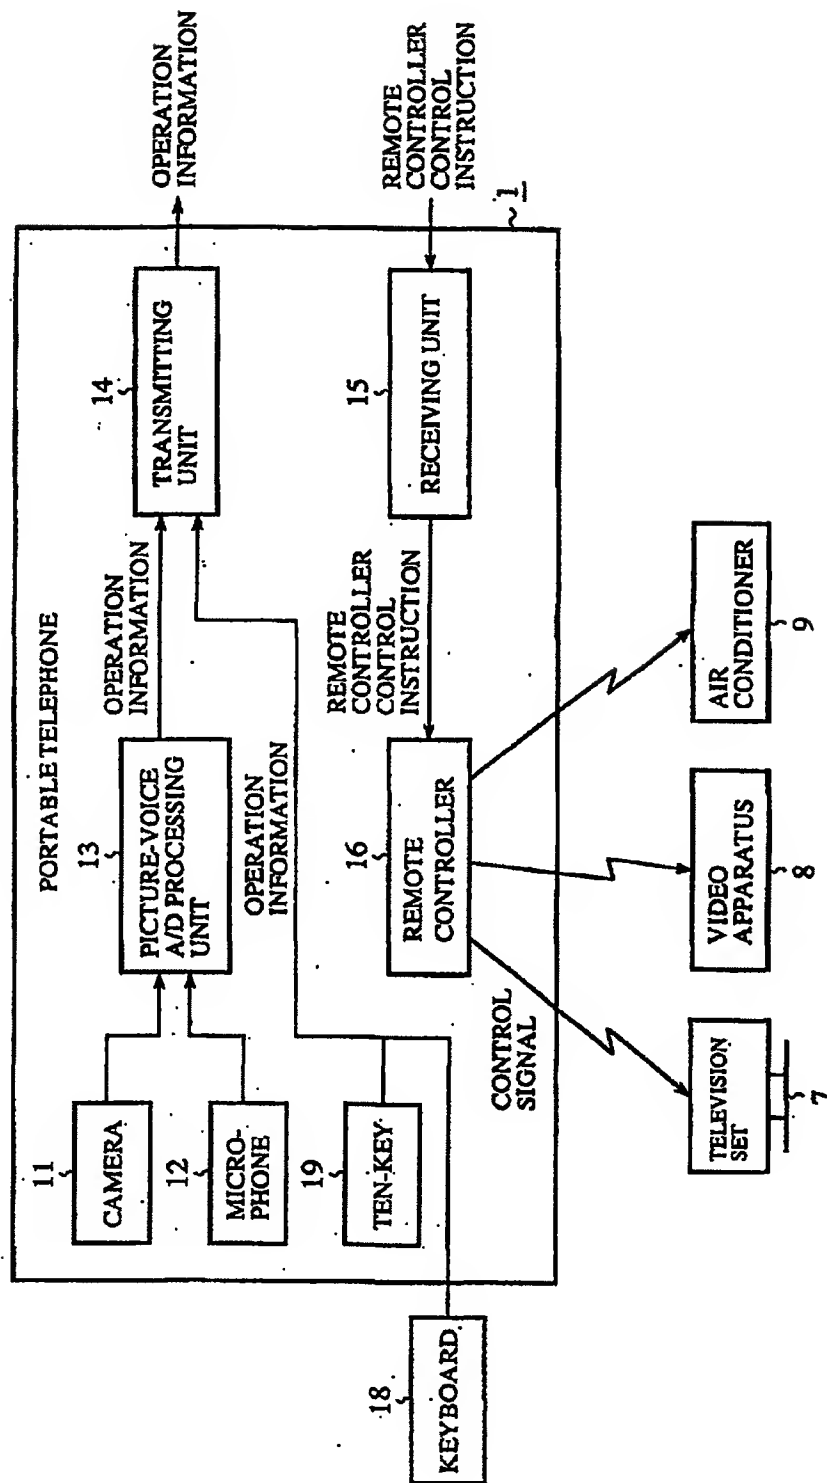 PORTABLE TELEPHONE
1
11
CAMERA
12
MICRO-
PHONE
19
TEN-KEY
18
KEYBOARD
13
PICTURE-VOICE
A/D PROCESSING
UNIT
OPERATION
INFORMATION
OPERATION
INFORMATION
14
TRANSMITTING
UNIT
OPERATION
INFORMATION
REMOTE
CONTROLLER
CONTROL
INSTRUCTION
15
RECEIVING UNIT
REMOTE
CONTROLLER
CONTROL
INSTRUCTION
16
REMOTE
CONTROLLER
CONTROL
SIGNAL
TELEVISION
SET
7
VIDEO
APPARATUS
8
AIR
CONDITIONER
9